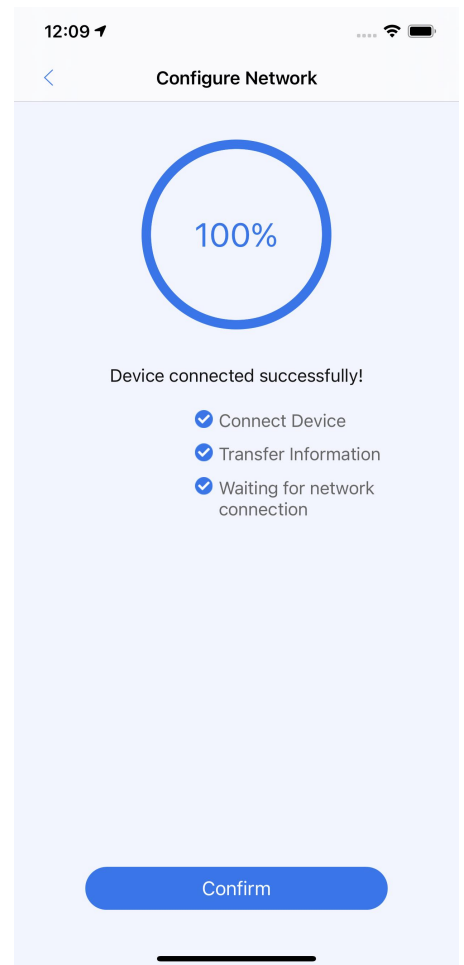 12:09
Configure Network
100%
Device connected successfully!
Connect Device
Transfer Information
Waiting for network
connection
Confirm